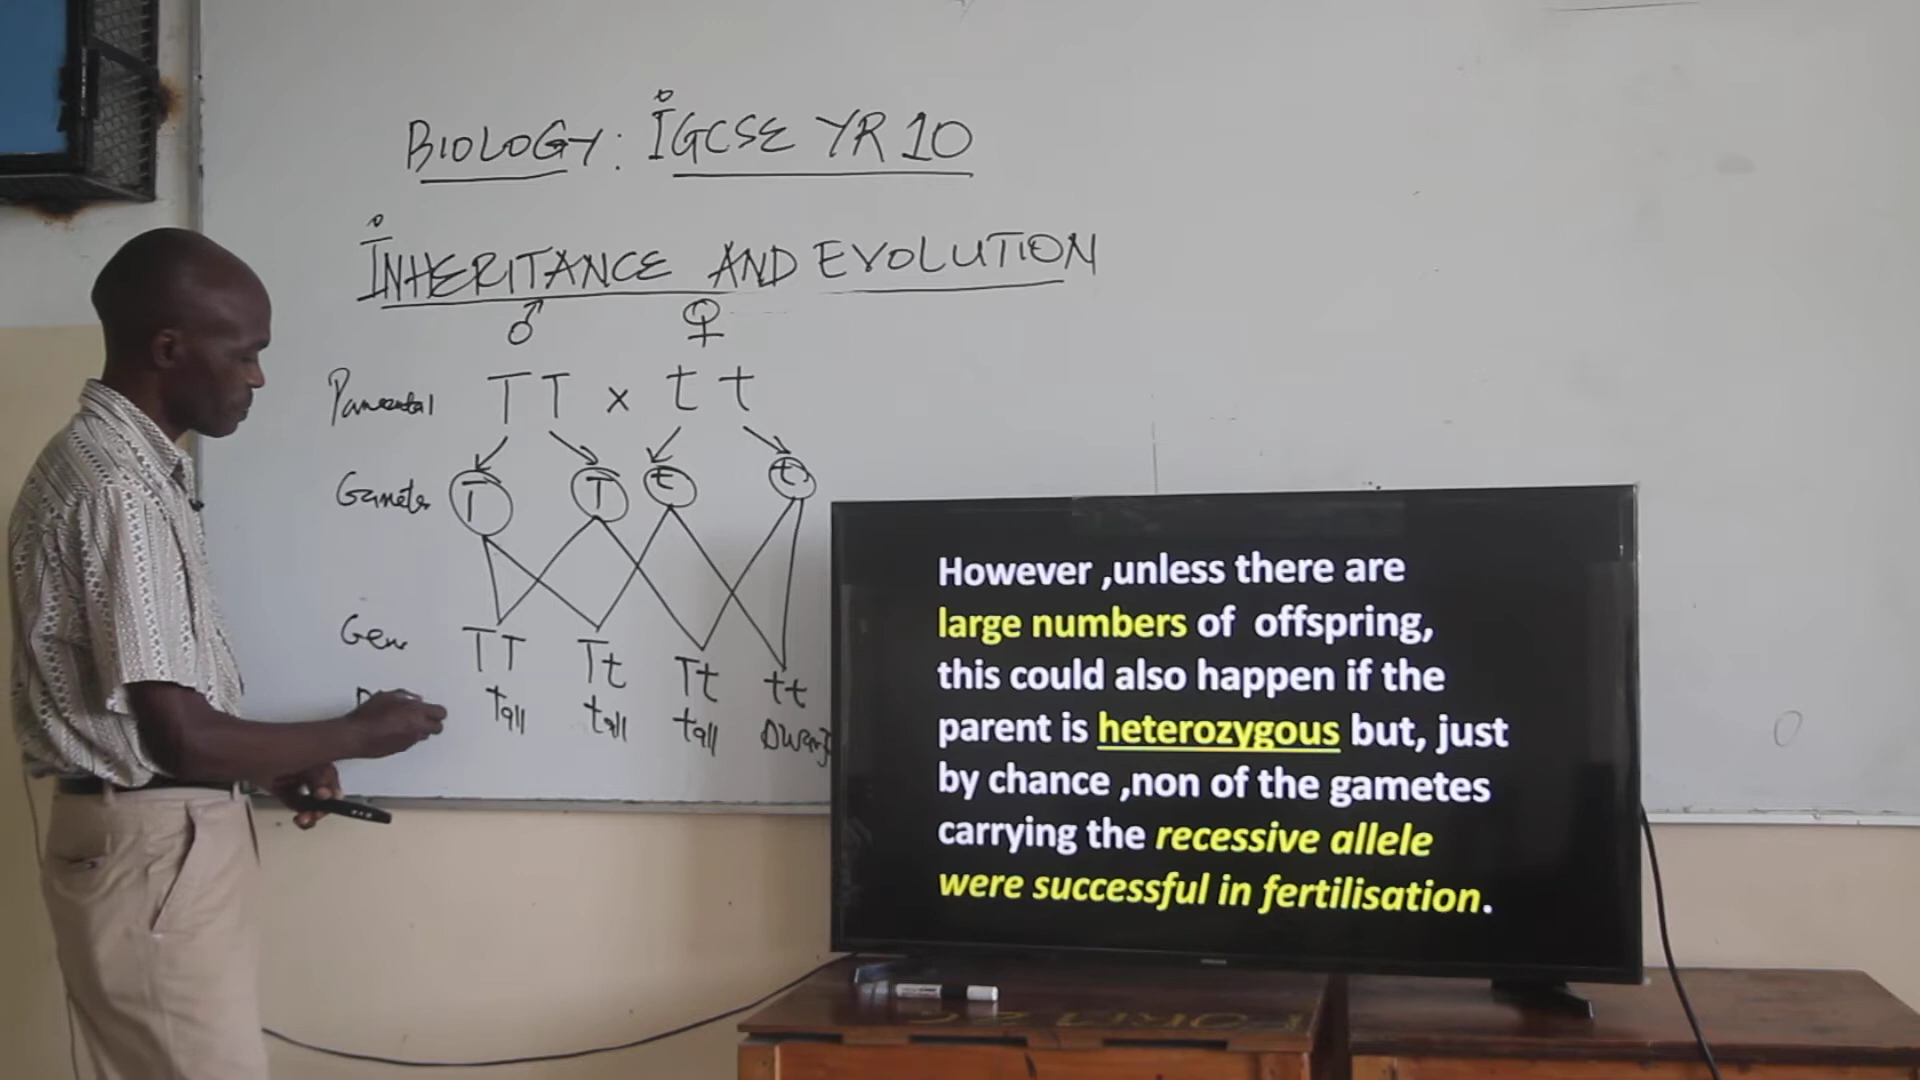 BIOLOGY: IGCSE YR 10
INHERITANCE AND EVOLUTION
♂ ♀
Parental TT x tt
Gametes T T t t
Gen TT Tt Tt tt
tall tall tall Dwarf
However ,unless there are
large numbers of offspring,
this could also happen if the
parent is heterozygous but, just
by chance ,non of the gametes
carrying the recessive allele
were successful in fertilisation.